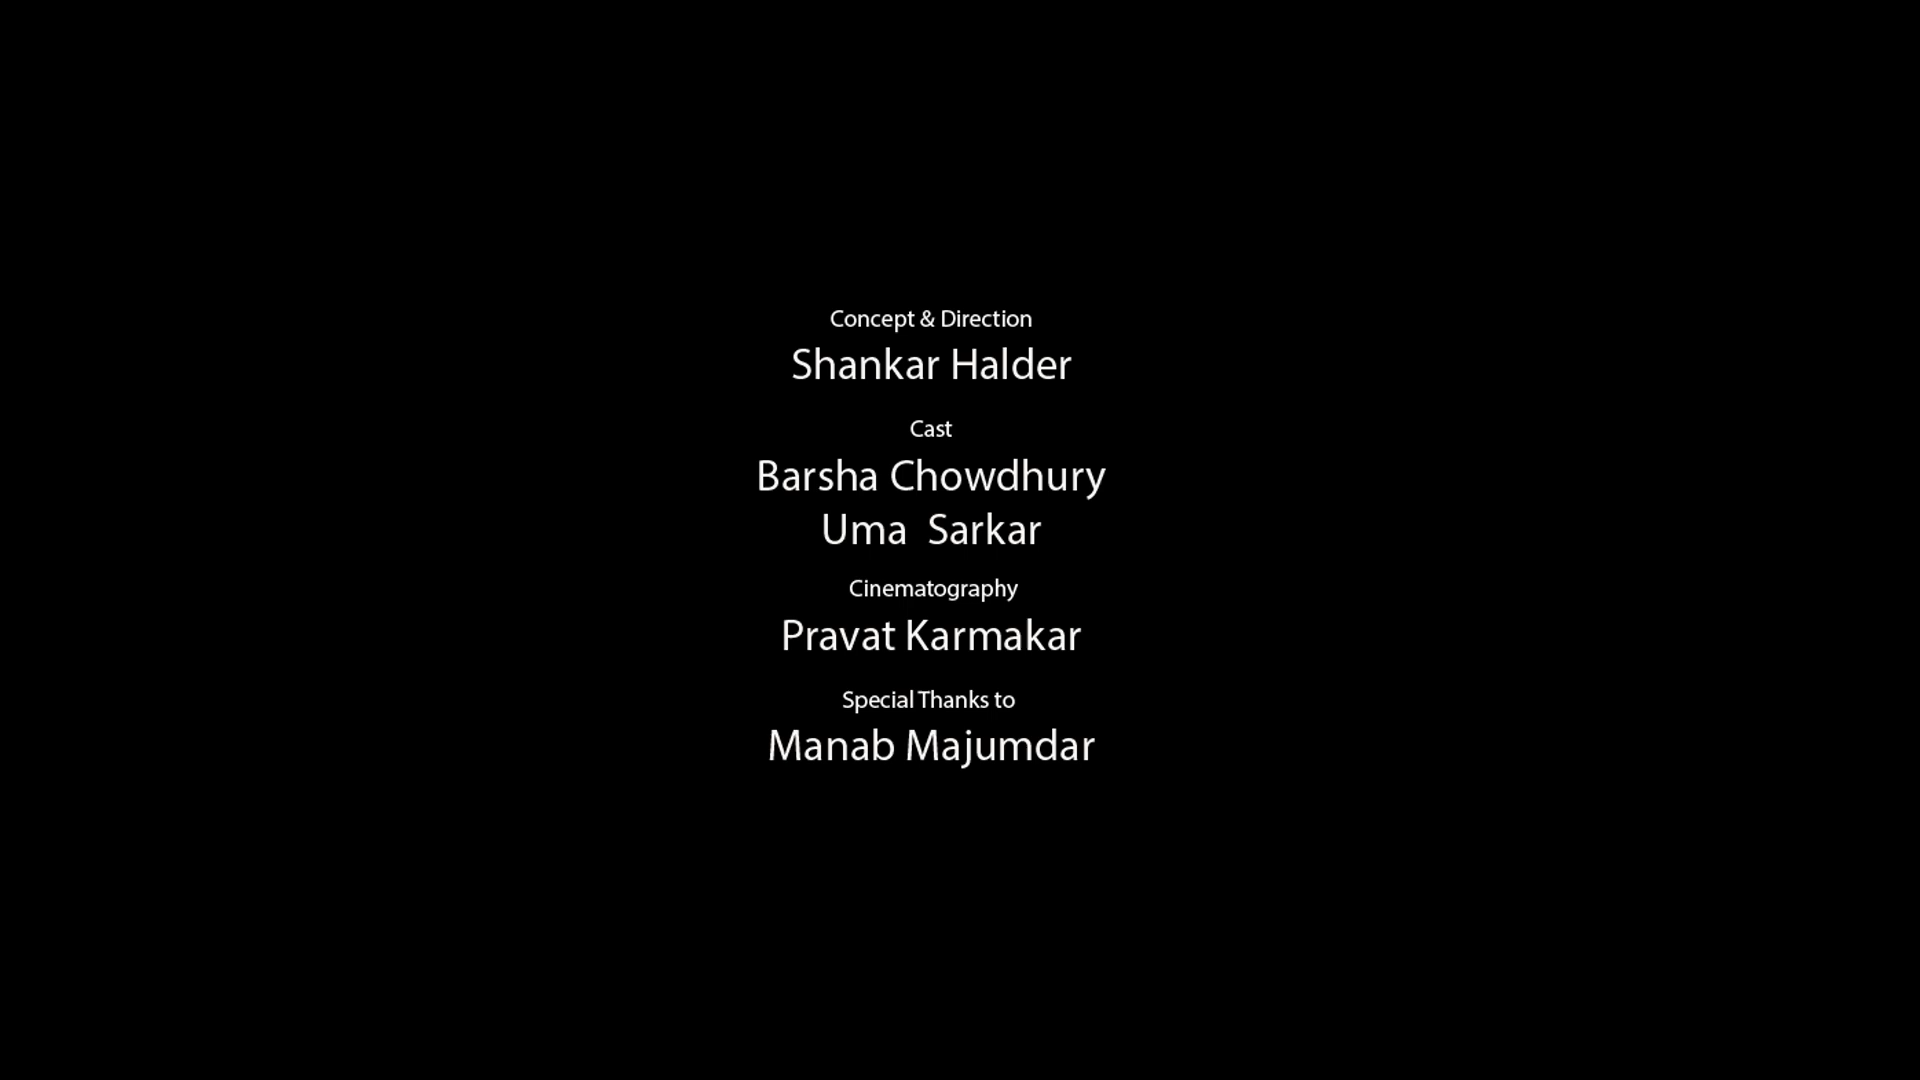 Concept & Direction
Shankar Halder
Cast
Barsha Chowdhury
Uma  Sarkar
Cinematography
Pravat Karmakar
Special Thanks to
Manab Majumdar